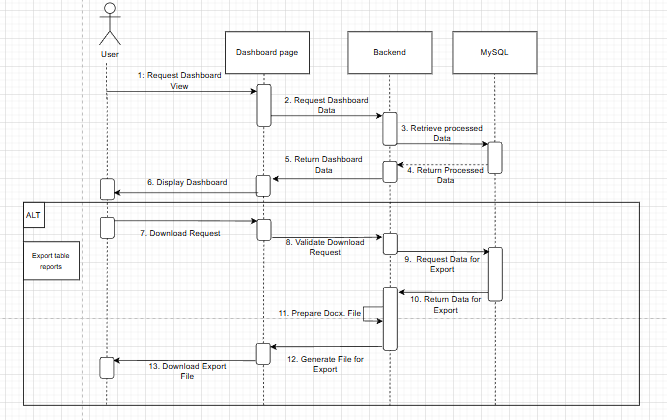 User
Dashboard page
Backend
MySQL
1: Request Dashboard
View
2. Request Dashboard
Data
3. Retrieve processed
Data
4. Return Processed
Data
5. Return Dashboard
Data
6. Display Dashboard
ALT
Export table
reports
7. Download Request
8. Validate Download
Request
9. Request Data for
Export
10. Return Data for
Export
11. Prepare Docx. File
12. Generate File for
Export
13. Download Export
File